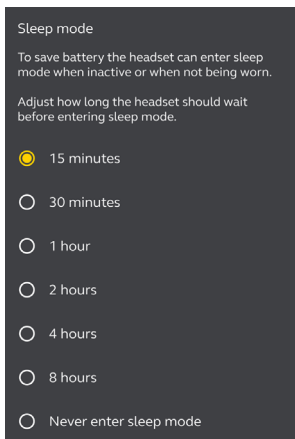 Sleep mode
To save battery the headset can enter sleep
mode when inactive or when not being worn.
Adjust how long the headset should wait
before entering sleep mode.
15 minutes
30 minutes
1 hour
2 hours
4 hours
8 hours
Never enter sleep mode